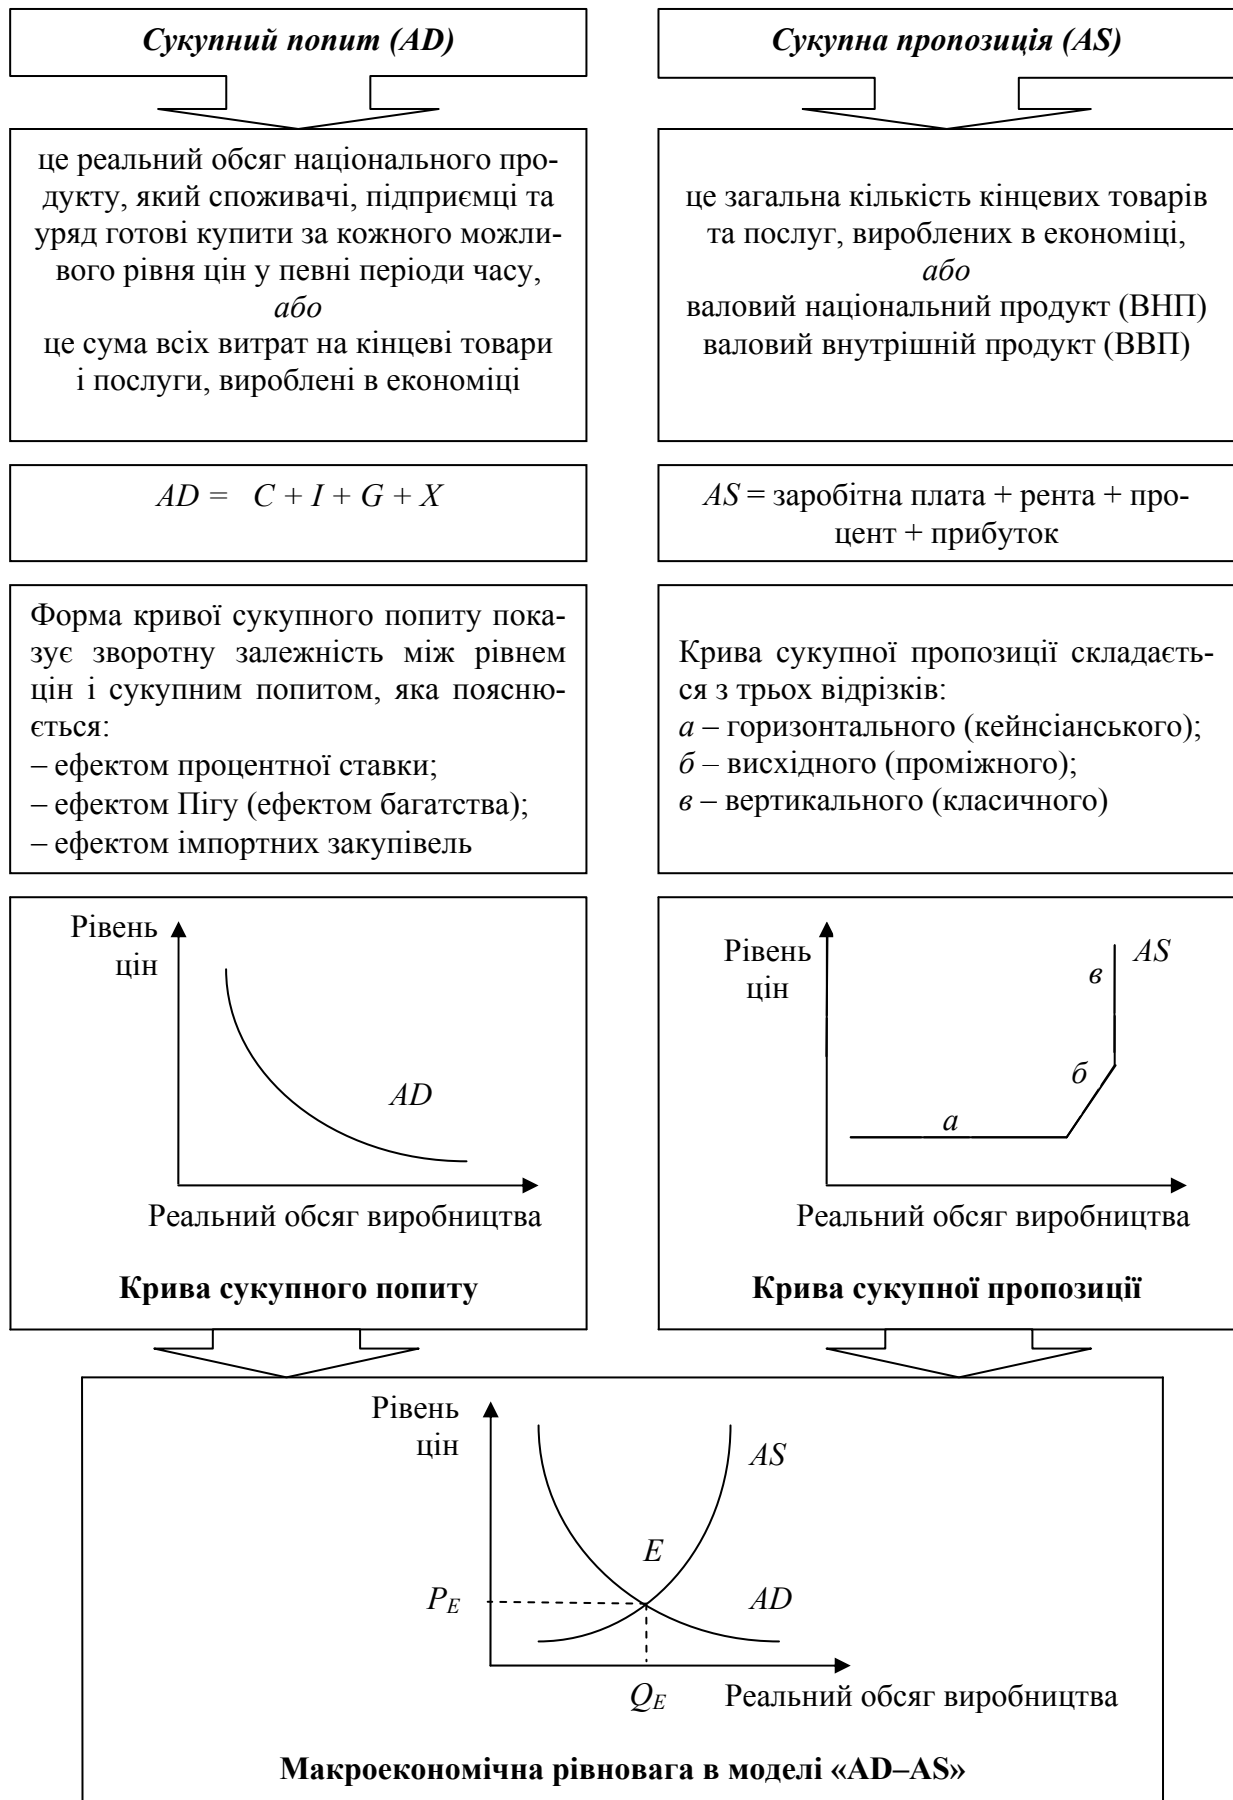 Сукупний попит (AD)
це реальний обсяг національного про-
дукту, який споживачі, підприємці та
уряд готові купити за кожного можли-
вого рівня цін у певні періоди часу,
або
це сума всіх витрат на кінцеві товари
і послуги, вироблені в економіці
AD = C + I + G + X
Форма кривої сукупного попиту пока-
зує зворотну залежність між рівнем
цін і сукупним попитом, яка поясню-
ється:
– ефектом процентної ставки;
– ефектом Пігу (ефектом багатства);
– ефектом імпортних закупівель
Рівень
цін
AD
Реальний обсяг виробництва
Крива сукупного попиту
Сукупна пропозиція (AS)
це загальна кількість кінцевих товарів
та послуг, вироблених в економіці,
або
валовий національний продукт (ВНП)
валовий внутрішній продукт (ВВП)
AS = заробітна плата + рента + про-
цент + прибуток
Крива сукупної пропозиції складаєть-
ся з трьох відрізків:
а – горизонтального (кейнсіанського);
б – висхідного (проміжного);
в – вертикального (класичного)
Рівень
цін
AS
в
б
а
Реальний обсяг виробництва
Крива сукупної пропозиції
Рівень
цін
AS
E
P_E
AD
Q_E
Реальний обсяг виробництва
Макроекономічна рівновага в моделі «AD–AS»